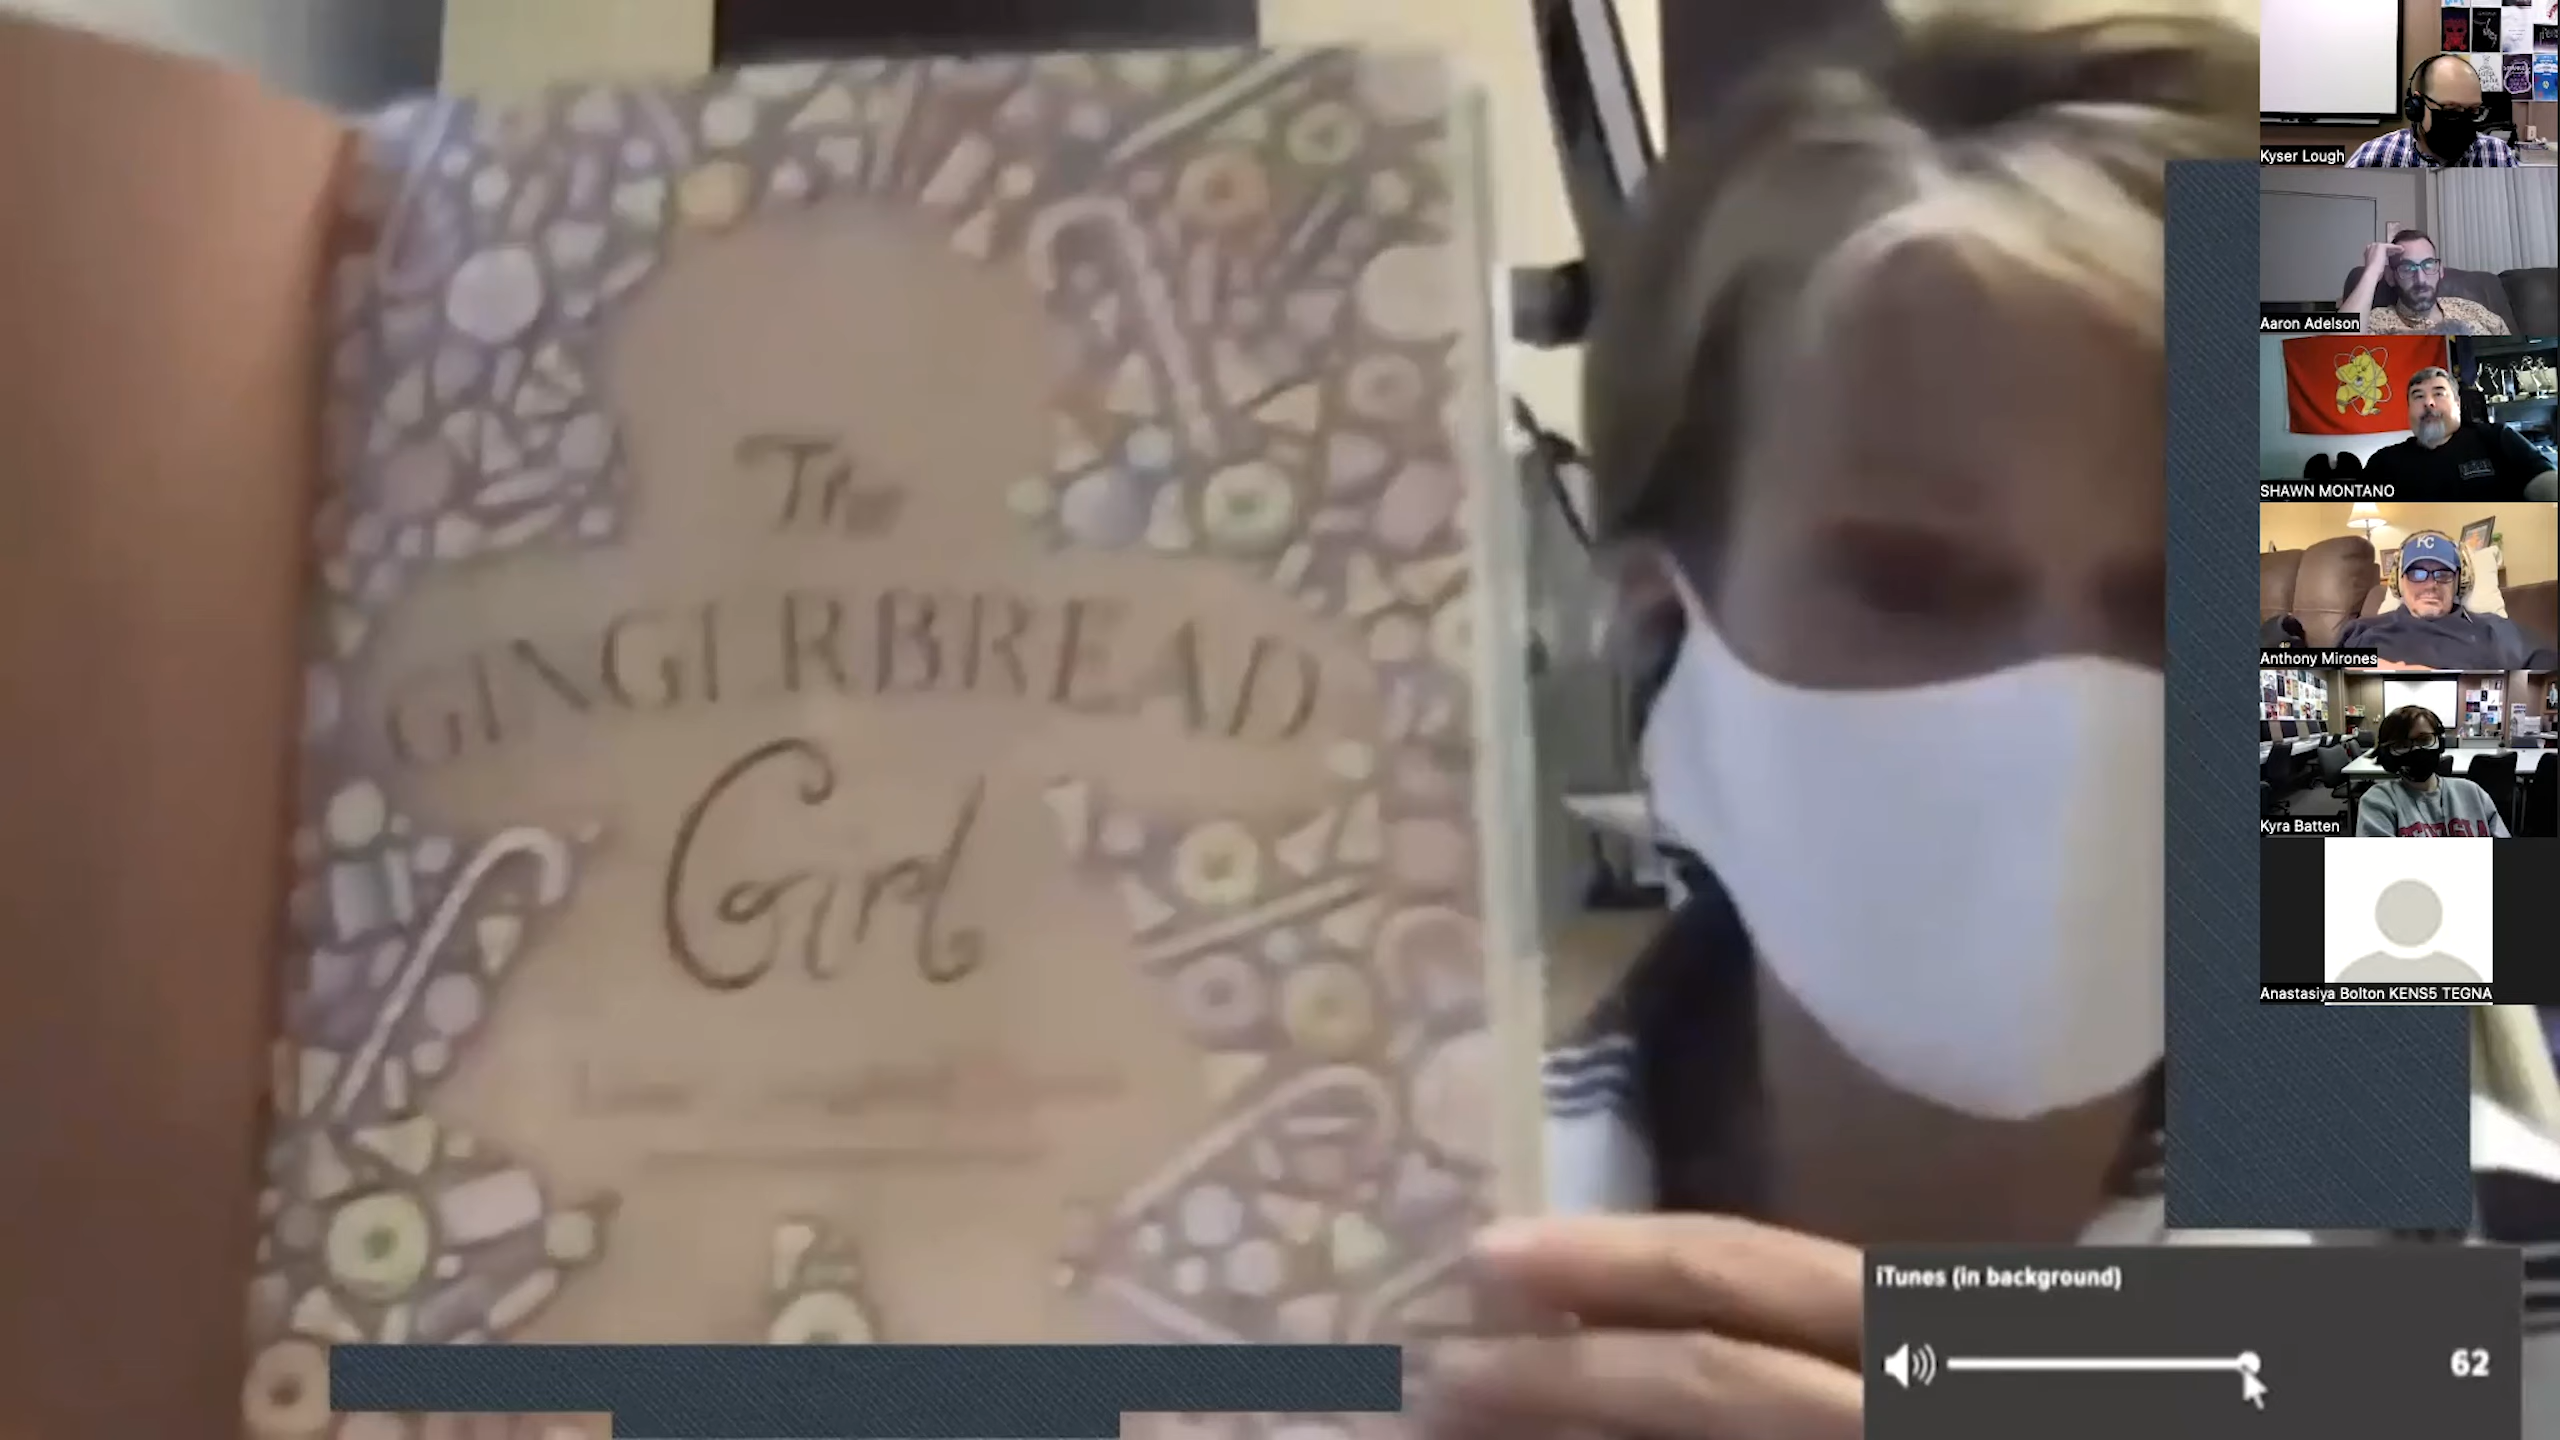 The
GINGERBREAD
Girl
Kyser Lough
Aaron Adelson
SHAWN MONTANO
KC
Anthony Mirones
Kyra Batten
Anastasiya Bolton KENS5 TEGNA
iTunes (in background)
62